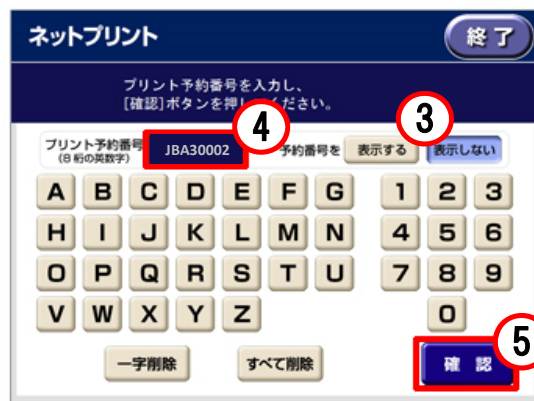 ネットプリント
終了
プリント予約番号を入力し、
[確認]ボタンを押し ください。
③
④
プリント予約番号
(8桁の英数字)
JBA30002
予約番号を
表示する
表示しない
A B C D E F G 1 2 3
H I J K L M N 4 5 6
O P Q R S T U 7 8 9
V W X Y Z 0
⑤
一字削除
すべて削除
確認